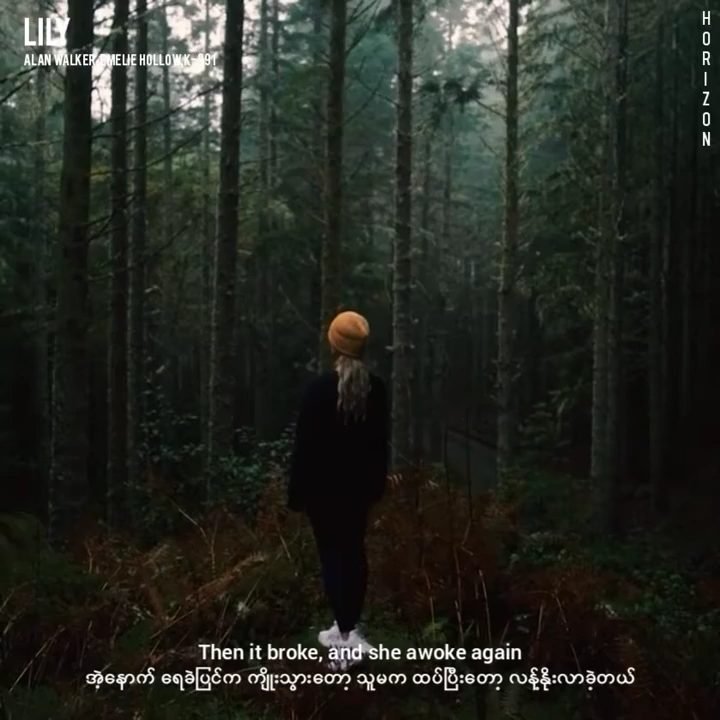 LILY
ALAN WALKER, EMELIE HOLLOW, K-391
HORIZON
Then it broke, and she awoke again
အဲ့နောက် ရေခဲပြင်က ကျိုးသွားတော့ သူမက ထပ်ပြီးတော့ လန့်နိုးလာခဲ့တယ်